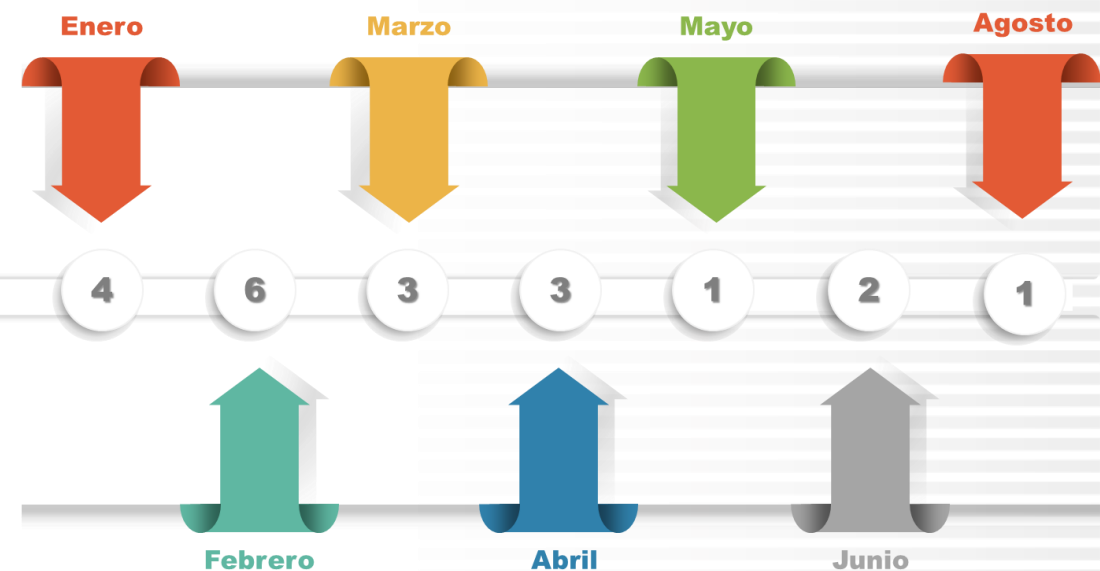 Enero
Marzo
Mayo
Agosto
4
6
3
3
1
2
1
Febrero
Abril
Junio